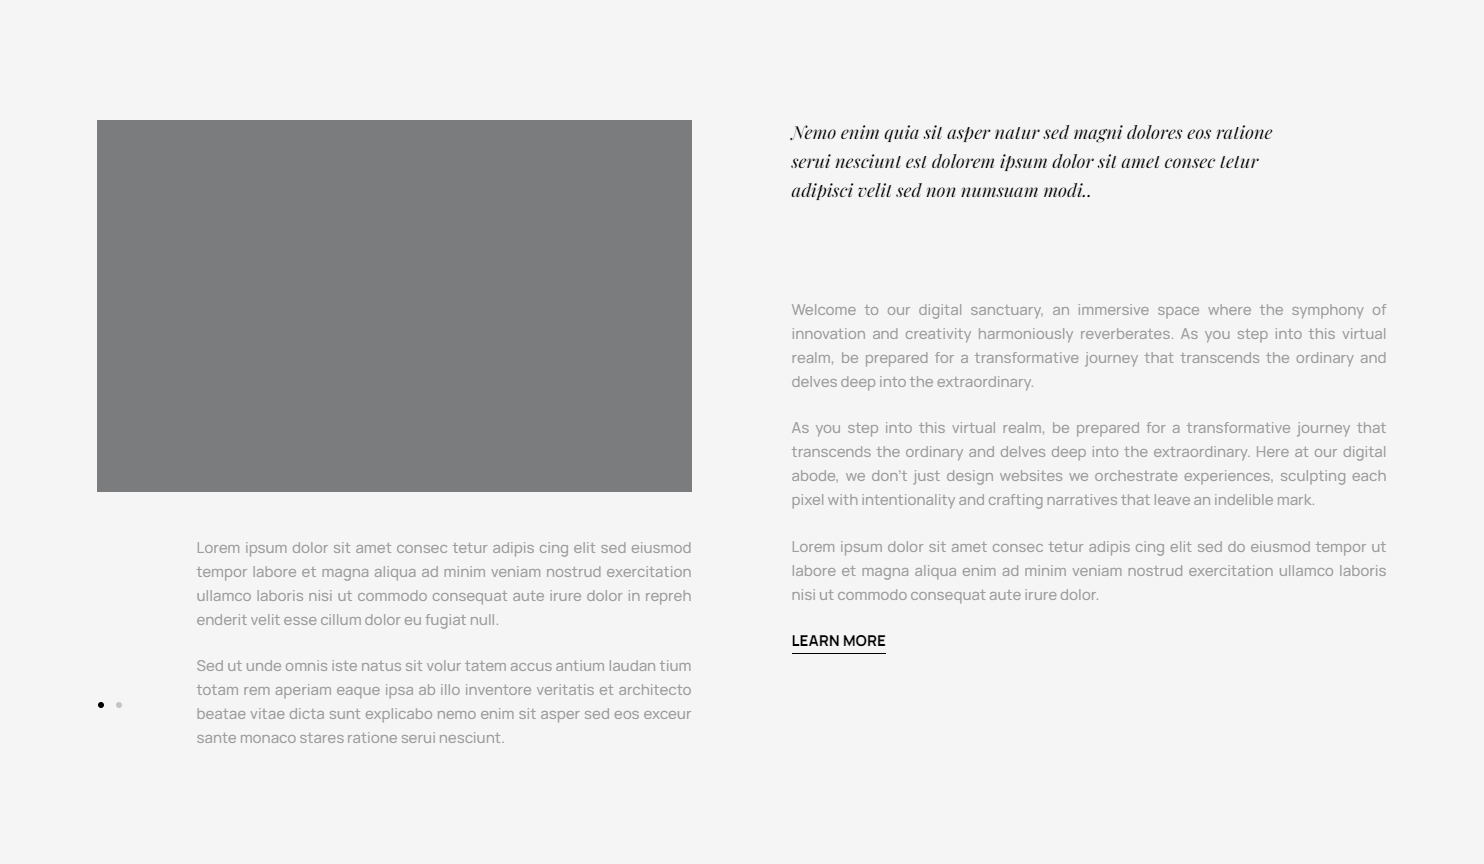 Nemo enim quia sit asper natur sed magni dolores eos ratione
serui nesciunt est dolorem ipsum dolor sit amet consec tetur
adipisci velit sed non numsuam modi..
Welcome to our digital sanctuary, an immersive space where the symphony of
innovation and creativity harmoniously reverberates. As you step into this virtual
realm, be prepared for a transformative journey that transcends the ordinary and
delves deep into the extraordinary.
As you step into this virtual realm, be prepared for a transformative journey that
transcends the ordinary and delves deep into the extraordinary. Here at our digital
abode, we don't just design websites we orchestrate experiences, sculpting each
pixel with intentionality and crafting narratives that leave an indelible mark.
Lorem ipsum dolor sit amet consec tetur adipis cing elit sed do eiusmod tempor ut
labore et magna aliqua enim ad minim veniam nostrud exercitation ullamco laboris
nisi ut commodo consequat aute irure dolor.
LEARN MORE
Lorem ipsum dolor sit amet consec tetur adipis cing elit sed eiusmod
tempor labore et magna aliqua ad minim veniam nostrud exercitation
ullamco laboris nisi ut commodo consequat aute irure dolor in repreh
enderit velit esse cillum dolor eu fugiat null.
Sed ut unde omnis iste natus sit volur tatem accus antium laudan tium
totam rem aperiam eaque ipsa ab illo inventore veritatis et architecto
beatae vitae dicta sunt explicabo nemo enim sit asper sed eos exceur
sante monaco stares ratione serui nesciunt.